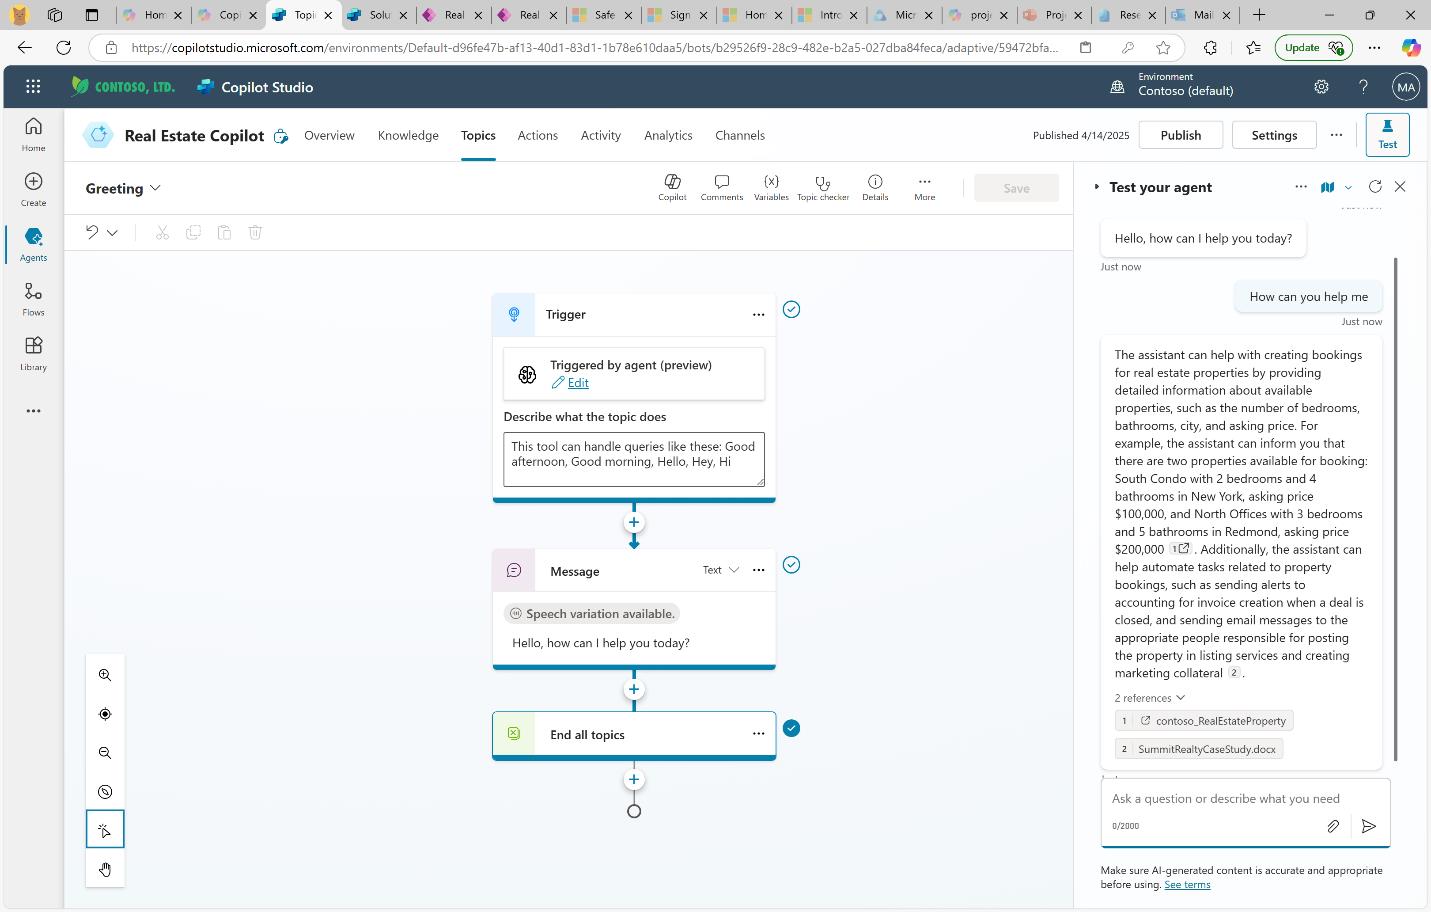 Hom
Copi
Topi
Solu
Real
Real
Safe
Sign
Hom
Intro
Micr
proje
Proje
Rese
Mail
https://copilotstudio.microsoft.com/environments/Default-d96fe47b-af13-40d1-83d1-1b78e610daa5/bots/b29526f9-28c9-482e-b2a5-027dba84feca/adaptive/59472bfa...
Update
CONTOSO, LTD.
Copilot Studio
Environment
Contoso (default)
MA
Home
Create
Agents
Flows
Library
Real Estate Copilot
Overview
Knowledge
Topics
Actions
Activity
Analytics
Channels
Published 4/14/2025
Publish
Settings
Test
Greeting
Copilot
Comments
Variables
Topic checker
Details
More
Save
Trigger
Triggered by agent (preview)
Edit
Describe what the topic does
This tool can handle queries like these: Good
afternoon, Good morning, Hello, Hey, Hi
Message
Text
Speech variation available.
Hello, how can I help you today?
End all topics
Test your agent
Hello, how can I help you today?
Just now
How can you help me
Just now
The assistant can help with creating bookings
for real estate properties by providing
detailed information about available
properties, such as the number of bedrooms,
bathrooms, city, and asking price. For
example, the assistant can inform you that
there are two properties available for booking:
South Condo with 2 bedrooms and 4
bathrooms in New York, asking price
$100,000, and North Offices with 3 bedrooms
and 5 bathrooms in Redmond, asking price
$200,000 1 . Additionally, the assistant can
help automate tasks related to property
bookings, such as sending alerts to
accounting for invoice creation when a deal is
closed, and sending email messages to the
appropriate people responsible for posting
the property in listing services and creating
marketing collateral 2 .
2 references
1 contoso_RealEstateProperty
2 SummitRealtyCaseStudy.docx
Ask a question or describe what you need
0/2000
Make sure AI-generated content is accurate and appropriate
before using. See terms